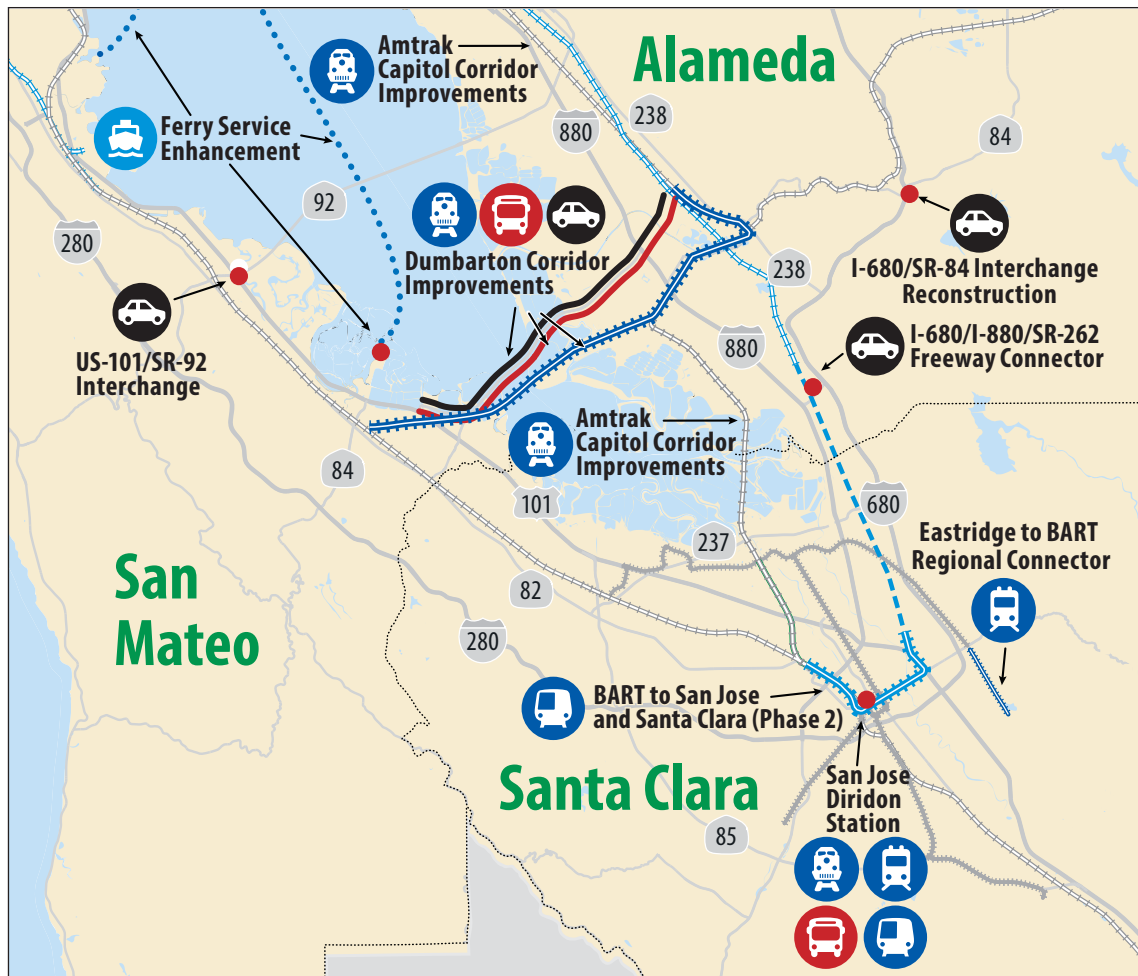 Amtrak
Capitol Corridor
Improvements
Alameda
880
238
84
Ferry Service
Enhancement
92
280
Dumbarton Corridor
Improvements
I-680/SR-84 Interchange
Reconstruction
238
US-101/SR-92
Interchange
880
I-680/I-880/SR-262
Freeway Connector
Amtrak
Capitol Corridor
Improvements
84
101
680
237
Eastridge to BART
Regional Connector
San
Mateo
82
280
BART to San Jose
and Santa Clara (Phase 2)
Santa Clara
San Jose
Diridon
Station
85